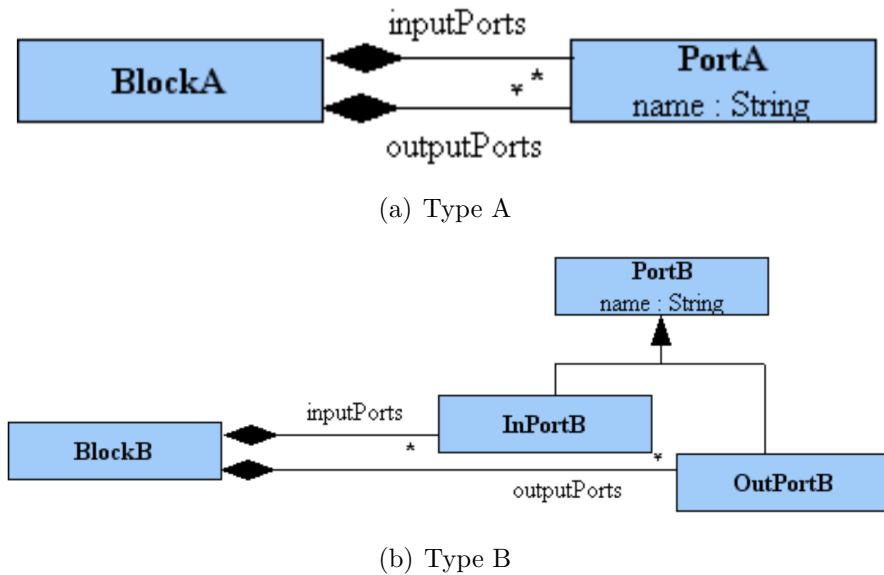 inputPorts
BlockA
PortA
name : String
*
*
outputPorts
(a) Type A
PortB
name : String
inputPorts
InPortB
BlockB
*
*
outputPorts
OutPortB
(b) Type B